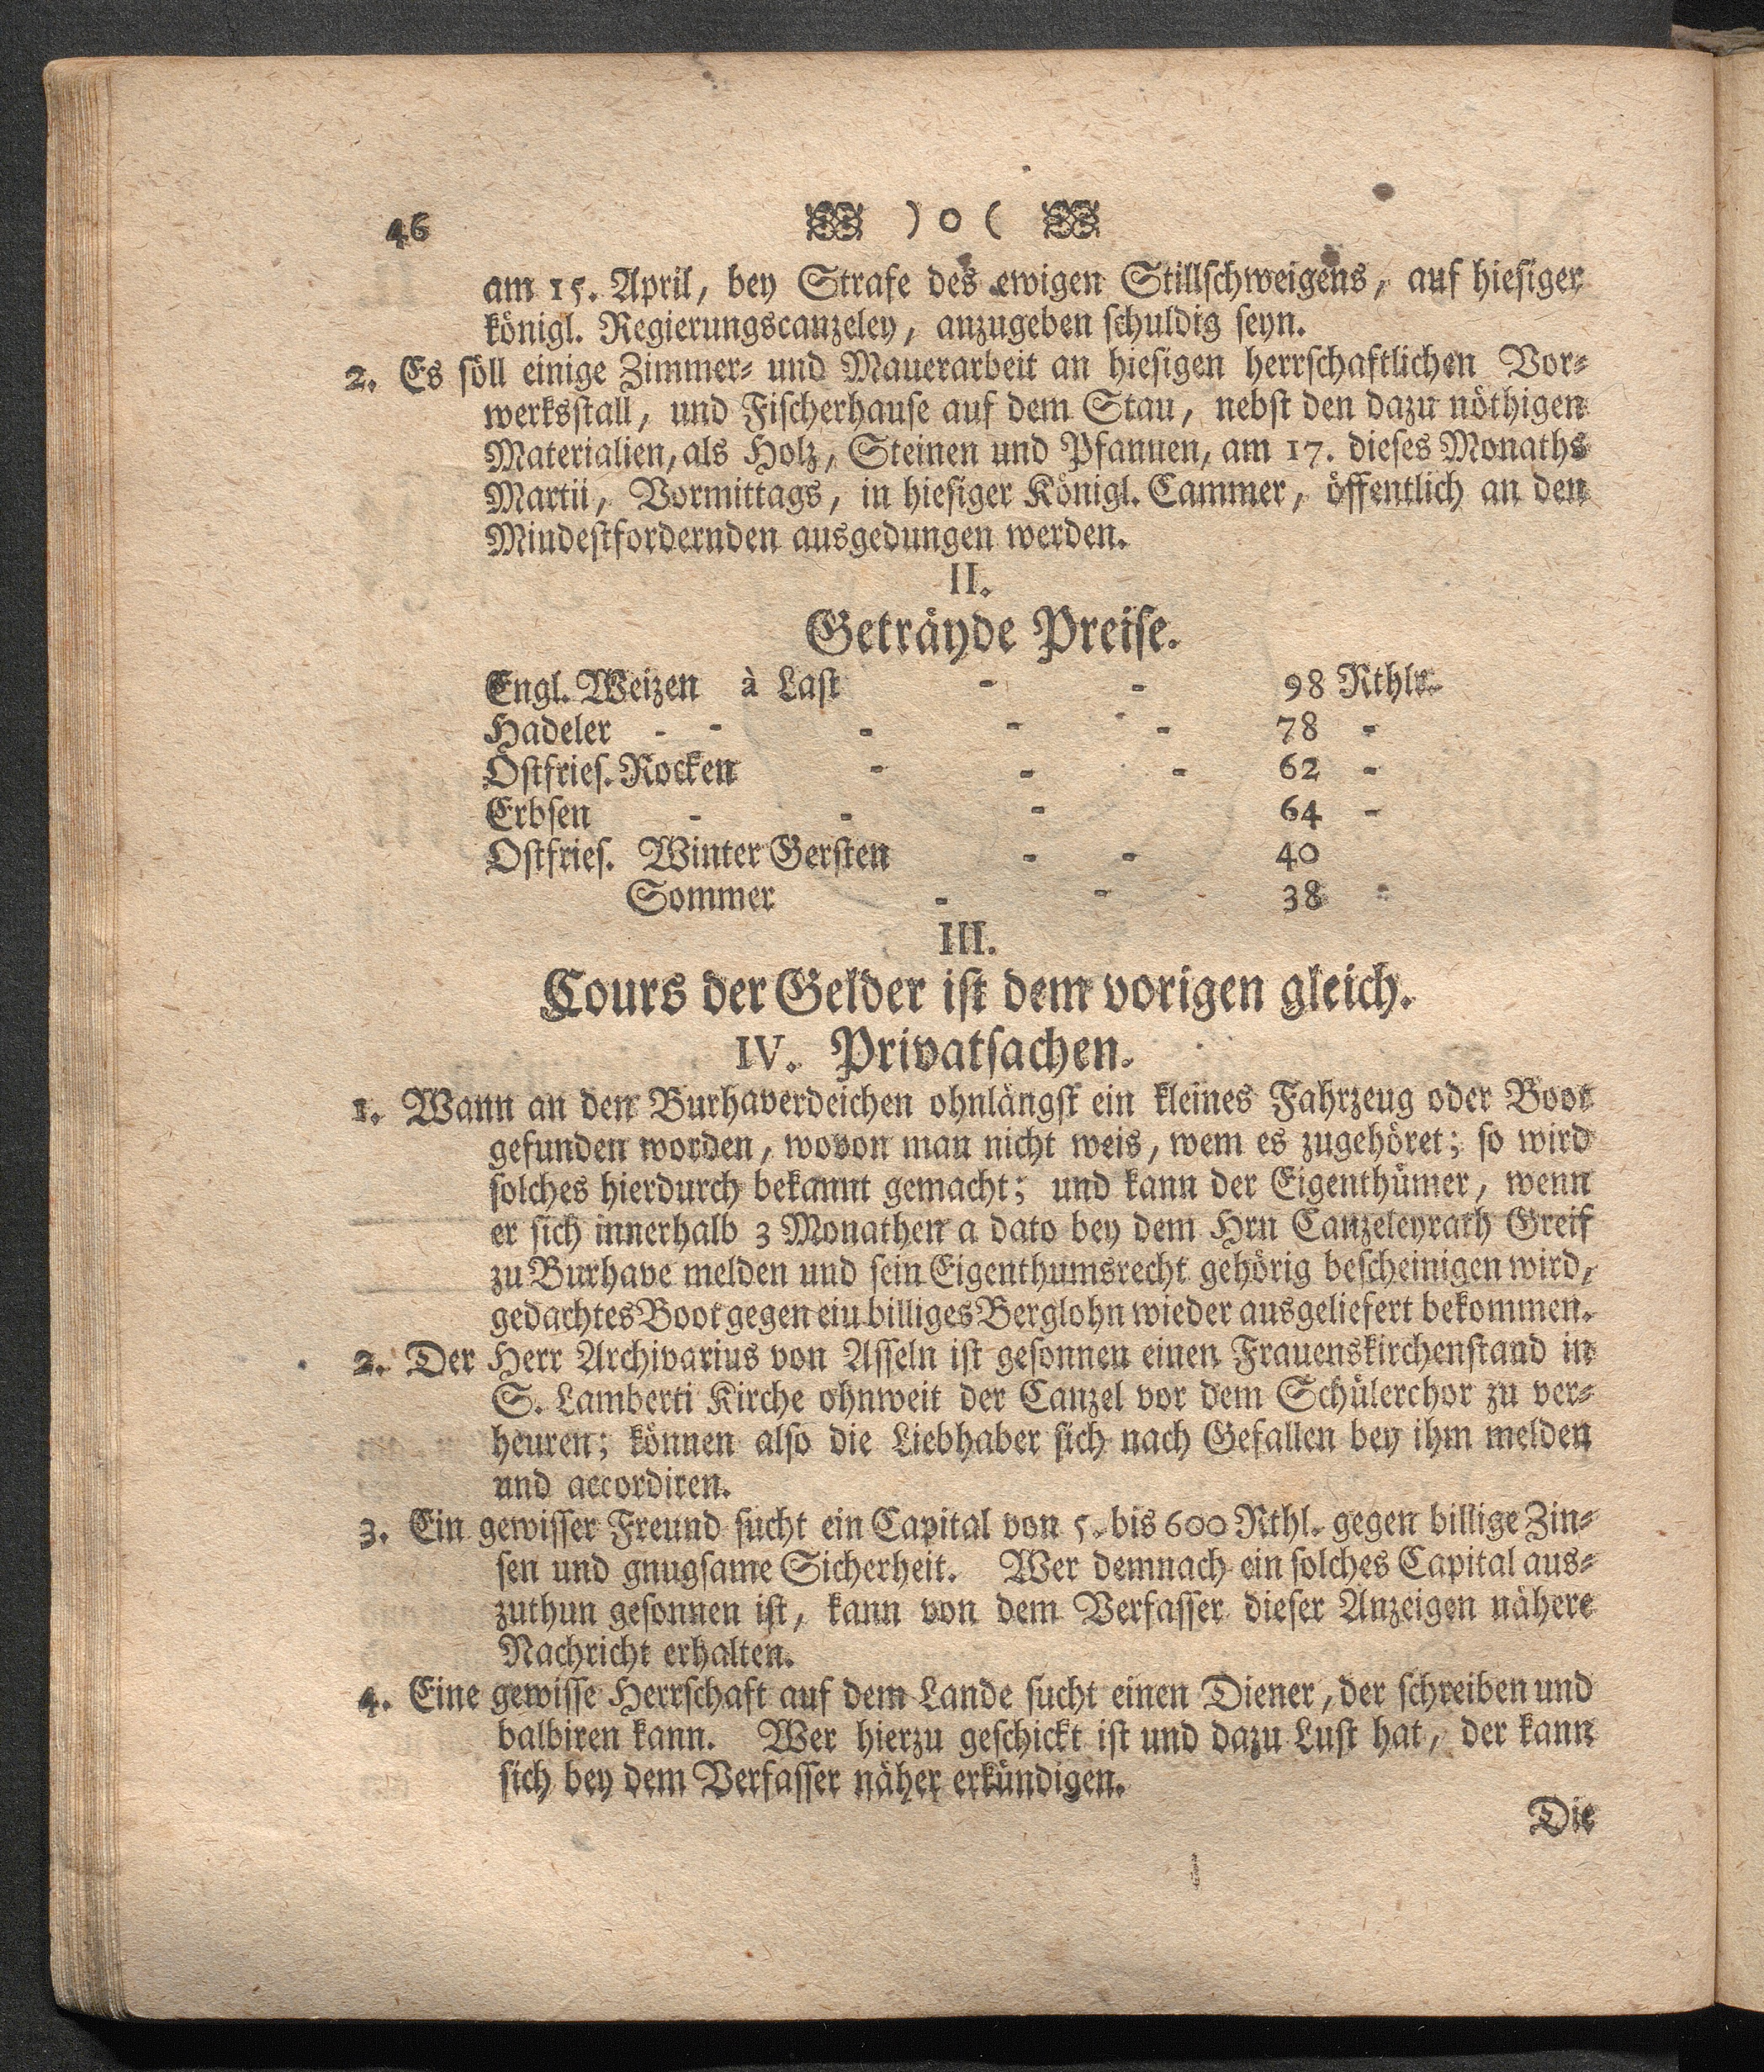 46 ) o (
am 15. April, bey Strafe des ewigen Stillschweigens, auf hiesiger
königl. Regierungscanzeley, anzugeben schuldig seyn.
2. Es söll einige Zimmer- und Mauerarbeit an hiesigen herrschaftlichen Vor-
werksstall, und Fischerhause auf dem Stau, nebst den dazu nöthigen
Materialien, als Holz, Steinen und Pfannen, am 17. dieses Monaths
Martii, Vormittags, in hiesiger Königl. Cammer, öffentlich an den
Mindestfordernden ausgedungen werden.
II.
Geträyde Preise.
Engl. Weizen à Last - - 98 Rthlr.
Hadeler - - - - - 78 -
Ostfries. Rocken - - - 62 -
Erbsen - - - 64 -
Ostfries. Winter Gersten - - 40
Sommer - - 38 -
III.
Cours der Gelder ist dem vorigen gleich.
IV. Privatsachen.
1. Wann an den Burhaverdeichen ohnlängst ein kleines Fahrzeug oder Boot
gefunden worden, wovon man nicht weis, wem es zugehöret; so wird
solches hierdurch bekannt gemacht; und kann der Eigenthümer, wenn
er sich innerhalb 3 Monathen a dato bey dem Hrn Canzeleyrath Greif
zu Burhave melden und sein Eigenthumsrecht gehörig bescheinigen wird,
gedachtes Boot gegen ein billiges Berglohn wieder ausgeliefert bekommen.
2. Der Herr Archivarius von Asseln ist gesonnen einen Frauenskirchenstand in
S. Lamberti Kirche ohnweit der Canzel vor dem Schülerchor zu ver-
heuren; können also die Liebhaber sich nach Gefallen bey ihm melden
und accordiren.
3. Ein gewisser Freund sucht ein Capital von 5. bis 600 Rthl. gegen billige Zin-
sen und gnugsame Sicherheit. Wer demnach ein solches Capital aus-
zuthun gesonnen ist, kann von dem Verfasser dieser Anzeigen nähere
Nachricht erhalten.
4. Eine gewisse Herrschaft auf dem Lande sucht einen Diener, der schreiben und
balbiren kann. Wer hierzu geschickt ist und dazu Lust hat, der kann
sich bey dem Verfasser näher erkündigen.
Die